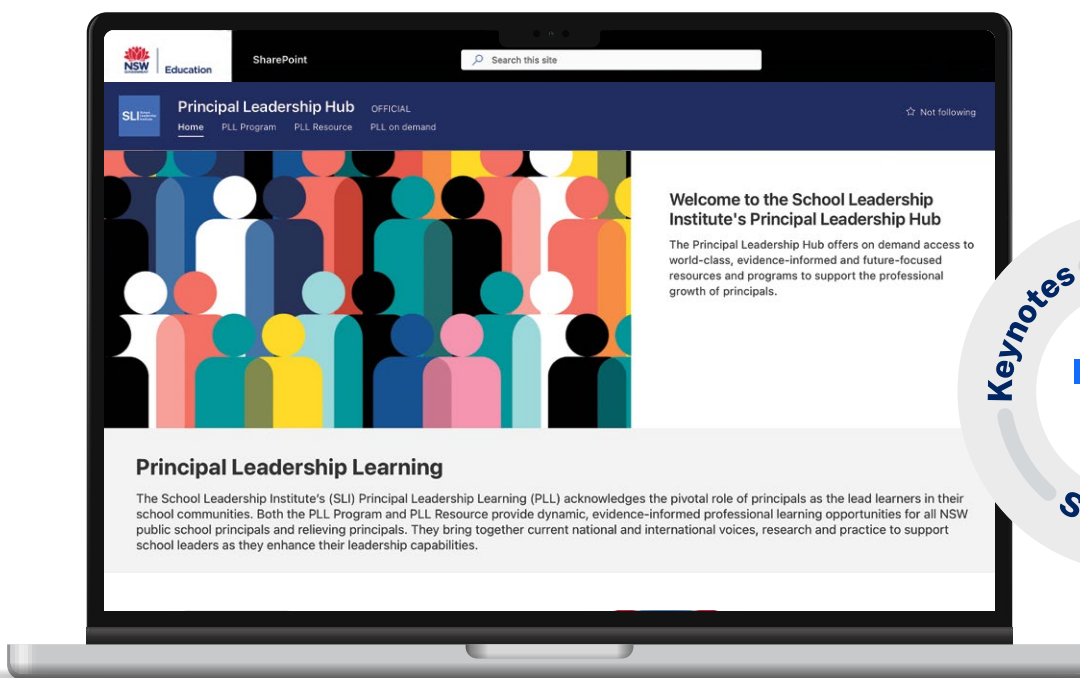 NSW
GOVERNMENT
Education
SharePoint
Search this site
SLI
School
Leadership
Institute
Principal Leadership Hub OFFICIAL
Home PLL Program PLL Resource PLL on demand
Not following
Welcome to the School Leadership
Institute's Principal Leadership Hub
The Principal Leadership Hub offers on demand access to
world-class, evidence-informed and future-focused
resources and programs to support the professional
growth of principals.
Keynotes
Principal Leadership Learning
The School Leadership Institute's (SLI) Principal Leadership Learning (PLL) acknowledges the pivotal role of principals as the lead learners in their
school communities. Both the PLL Program and PLL Resource provide dynamic, evidence-informed professional learning opportunities for all NSW
public school principals and relieving principals. They bring together current national and international voices, research and practice to support
school leaders as they enhance their leadership capabilities.